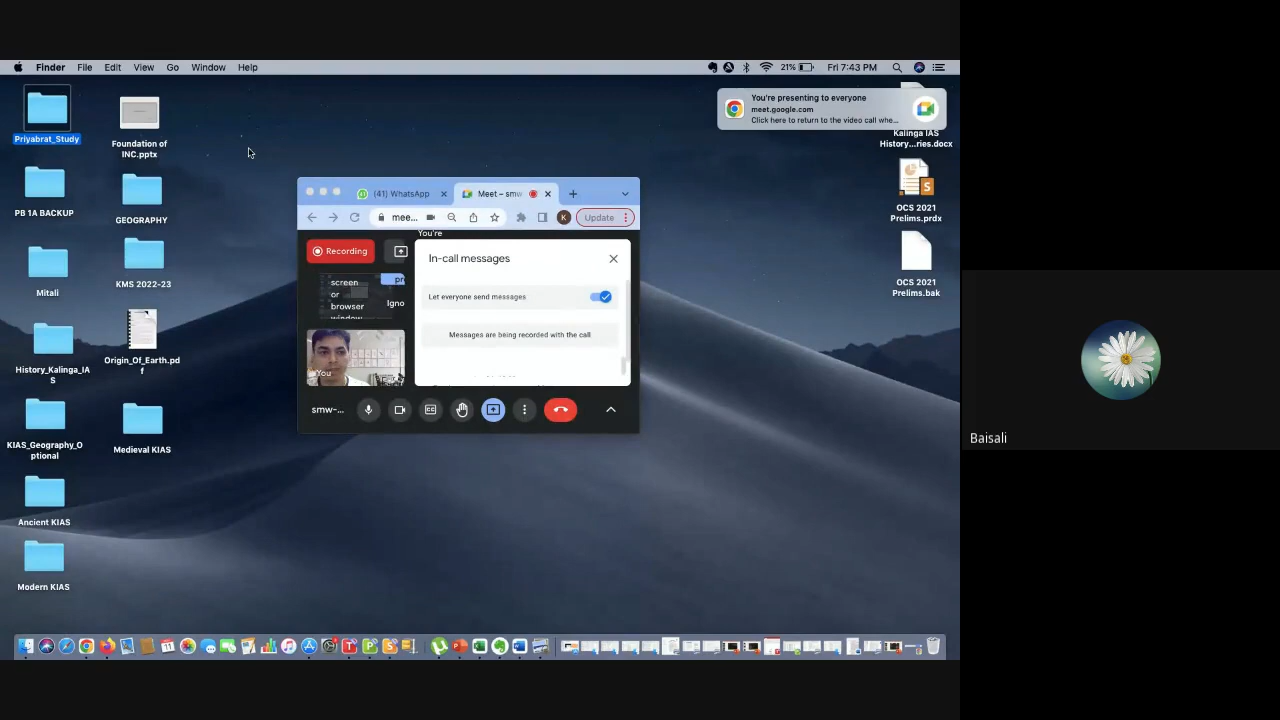 Finder File Edit View Go Window Help
21% Fri 7:43 PM
You're presenting to everyone
meet.google.com
Click here to return to the video call whe...
Priyabrat_Study
Foundation of
INC.pptx
Kalinga IAS
History...ries.docx
PB 1A BACKUP
GEOGRAPHY
OCS 2021
Prelims.prdx
Mitali
KMS 2022-23
OCS 2021
Prelims.bak
History_Kalinga_IA
S
Origin_Of_Earth.pd
f
KIAS_Geography_O
ptional
Medieval KIAS
Ancient KIAS
Modern KIAS
(41) WhatsApp
Meet – smw
mee...
K
Update
You're
Recording
screen
or
browser
window
pr
Igno
You
In-call messages
Let everyone send messages
Messages are being recorded with the call
smw-...
Baisali